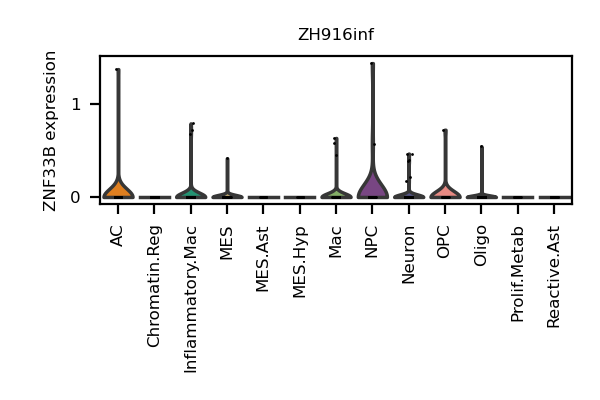 ZH916inf
ZNF33B expression
1
0
AC
Chromatin.Reg
Inflammatory.Mac
MES
MES.Ast
MES.Hyp
Mac
NPC
Neuron
OPC
Oligo
Prolif.Metab
Reactive.Ast